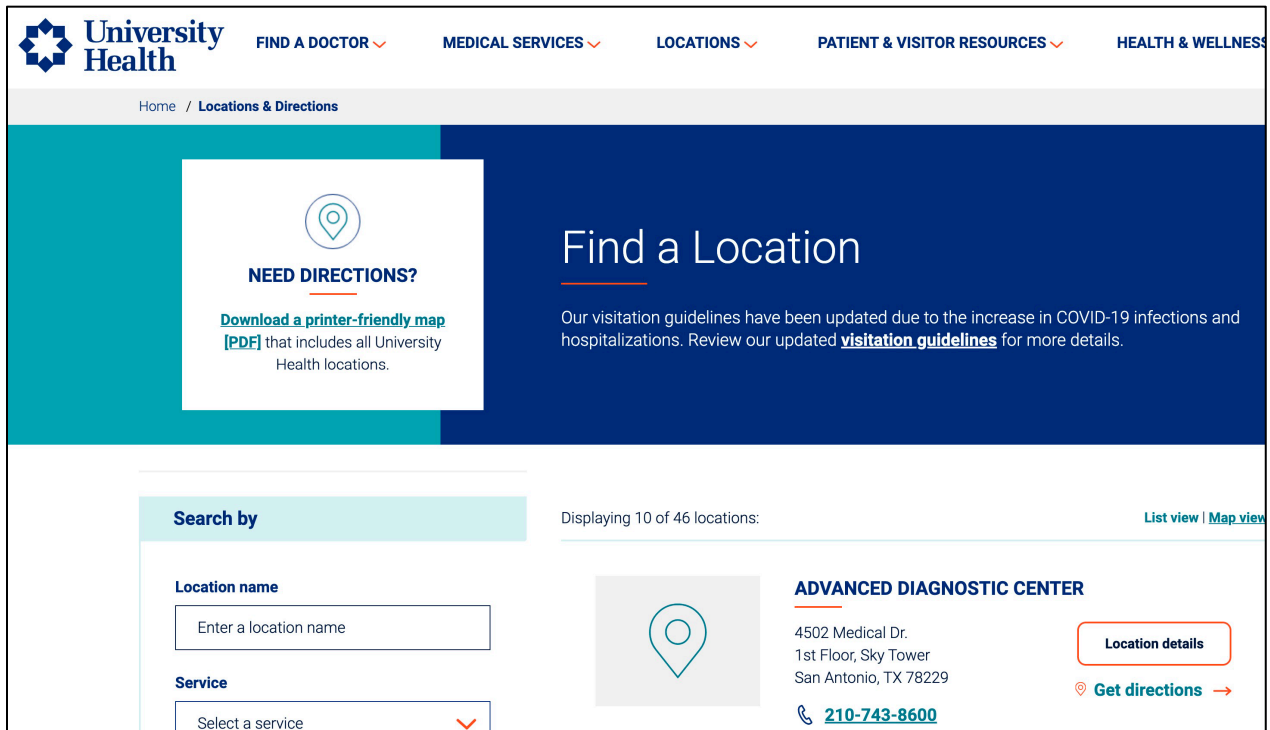 University
Health
FIND A DOCTOR
MEDICAL SERVICES
LOCATIONS
PATIENT & VISITOR RESOURCES
HEALTH & WELLNESS
Home / Locations & Directions
NEED DIRECTIONS?
Download a printer-friendly map
[PDF] that includes all University
Health locations.
Find a Location
Our visitation guidelines have been updated due to the increase in COVID-19 infections and
hospitalizations. Review our updated visitation guidelines for more details.
Search by
Location name
Enter a location name
Service
Select a service
Displaying 10 of 46 locations:
List view | Map view
ADVANCED DIAGNOSTIC CENTER
4502 Medical Dr.
1st Floor, Sky Tower
San Antonio, TX 78229
210-743-8600
Location details
Get directions →